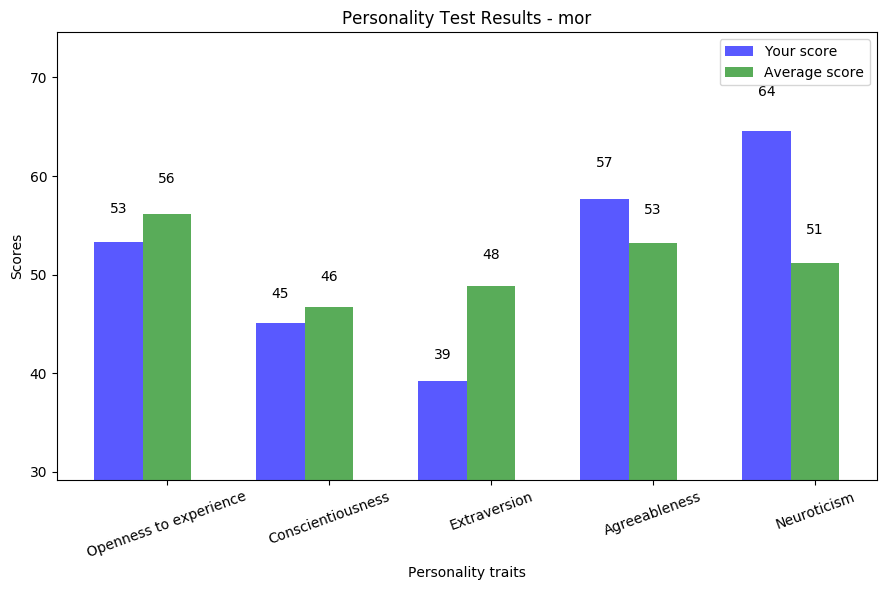 Personality Test Results - mor
Your score
Average score
70
60
50
40
30
Scores
53
56
45
46
39
48
57
53
64
51
Openness to experience
Conscientiousness
Extraversion
Agreeableness
Neuroticism
Personality traits